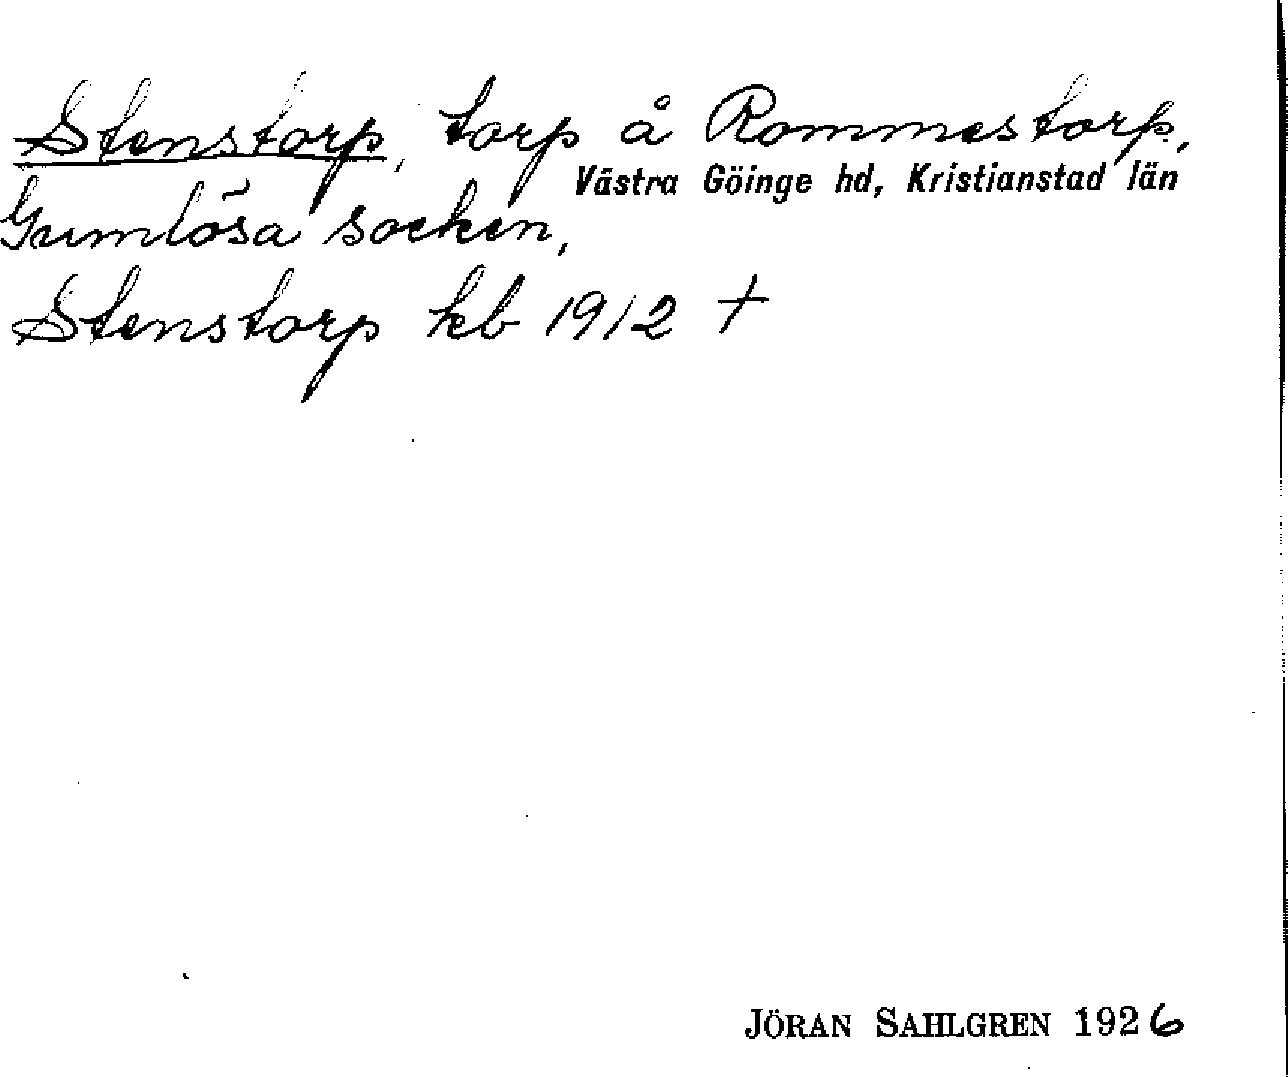 Stenstorp, torp å Rommestorp,
Västra Göinge hd, Kristianstad län
Gumlösa socken,
Stenstorp kb 1912 +
JÖRAN SAHLGREN 1926